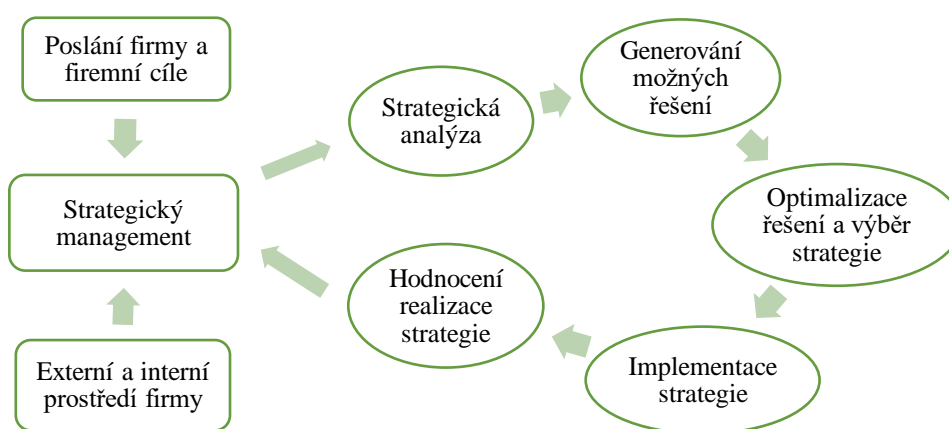 Poslání firmy a
firemní cíle
Strategický
management
Externí a interní
prostředí firmy
Strategická
analýza
Generování
možných
řešení
Optimalizace
řešení a výběr
strategie
Implementace
strategie
Hodnocení
realizace
strategie